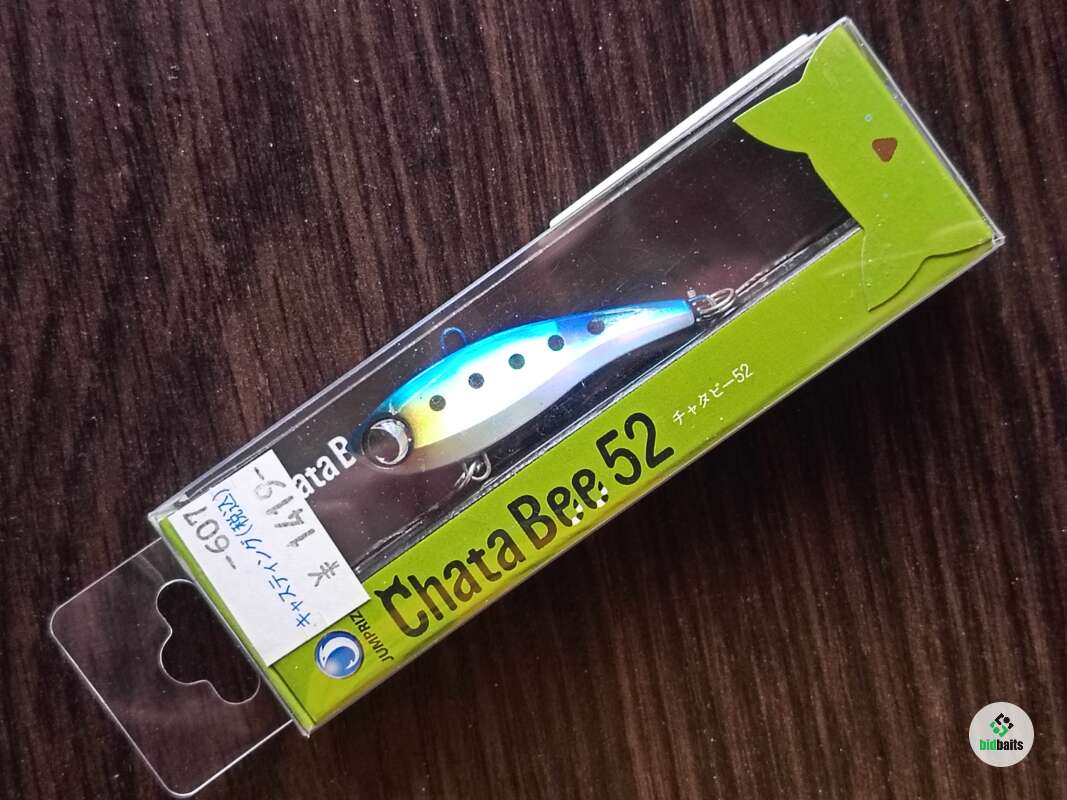 ata B
-607
キャスティング(税込)
¥1419-
JUMPRIZE
Chata Bee 52
チャタビー52
bidbaits